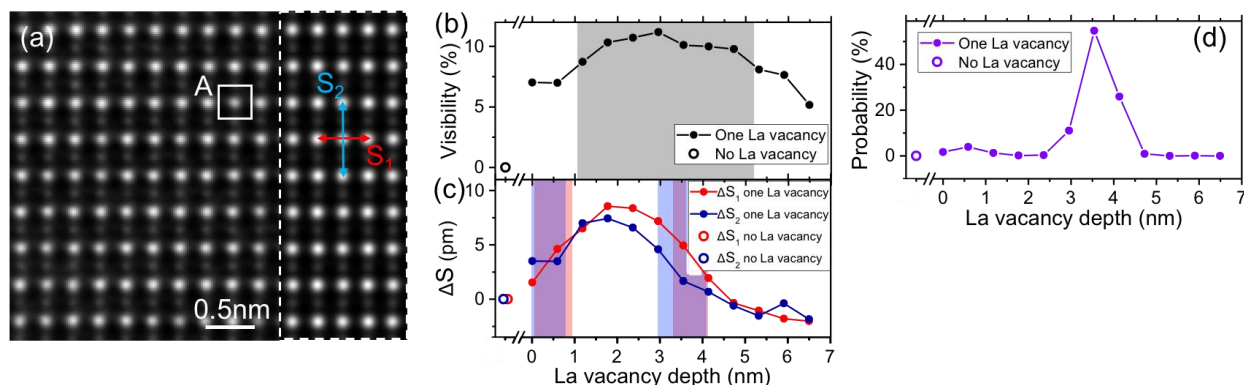 (a)
A
S2
S1
0.5nm
(b)
Visibility (%)
10
5
0
One La vacancy
No La vacancy
(c)
ΔS (pm)
10
5
0
ΔS1 one La vacancy
ΔS2 one La vacancy
ΔS1 no La vacancy
ΔS2 no La vacancy
0 1 2 3 4 5 6 7
La vacancy depth (nm)
(d)
Probability (%)
40
20
0
One La vacancy
No La vacancy
0 1 2 3 4 5 6 7
La vacancy depth (nm)